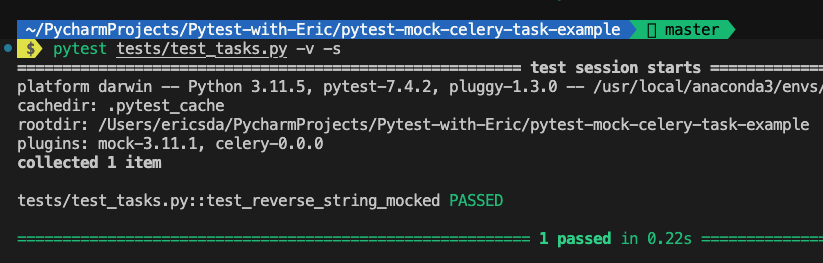 ~/PycharmProjects/Pytest-with-Eric/pytest-mock-celery-task-example master
$ pytest tests/test_tasks.py -v -s
====================================================== test session starts =============
platform darwin -- Python 3.11.5, pytest-7.4.2, pluggy-1.3.0 -- /usr/local/anaconda3/envs/
cachedir: .pytest_cache
rootdir: /Users/ericsda/PycharmProjects/Pytest-with-Eric/pytest-mock-celery-task-example
plugins: mock-3.11.1, celery-0.0.0
collected 1 item
tests/test_tasks.py::test_reverse_string_mocked PASSED
======================================================= 1 passed in 0.22s ==============